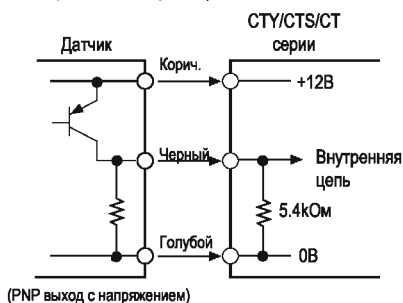 CTY/CTS/CT
Датчик
серии
Корич.
+12В
Черный
Внутренняя
цепь
5.4kОм
Голубой
0В
(PNP выход с напряжением)